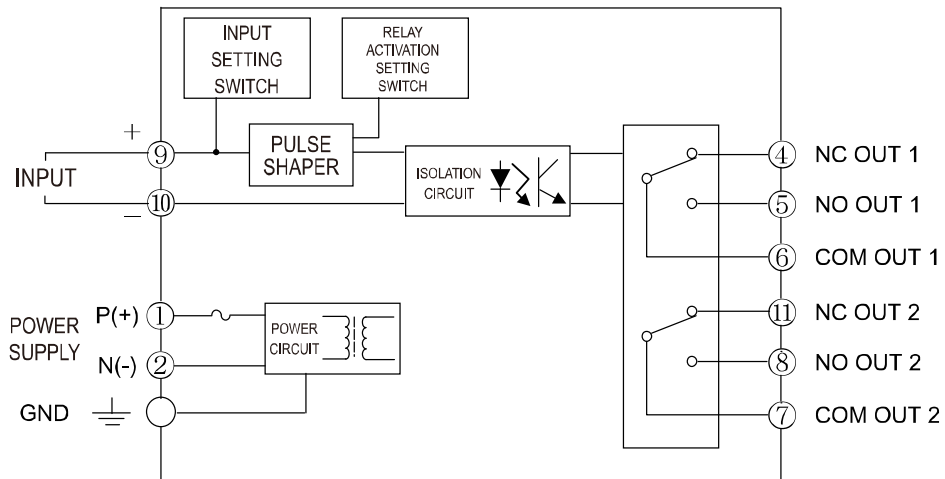 INPUT
SETTING
SWITCH
RELAY
ACTIVATION
SETTING
SWITCH
+
9
PULSE
SHAPER
INPUT
10
−
ISOLATION
CIRCUIT
4 NC OUT 1
5 NO OUT 1
6 COM OUT 1
11 NC OUT 2
8 NO OUT 2
7 COM OUT 2
POWER
SUPPLY
P(+) 1
N(-) 2
GND
POWER
CIRCUIT